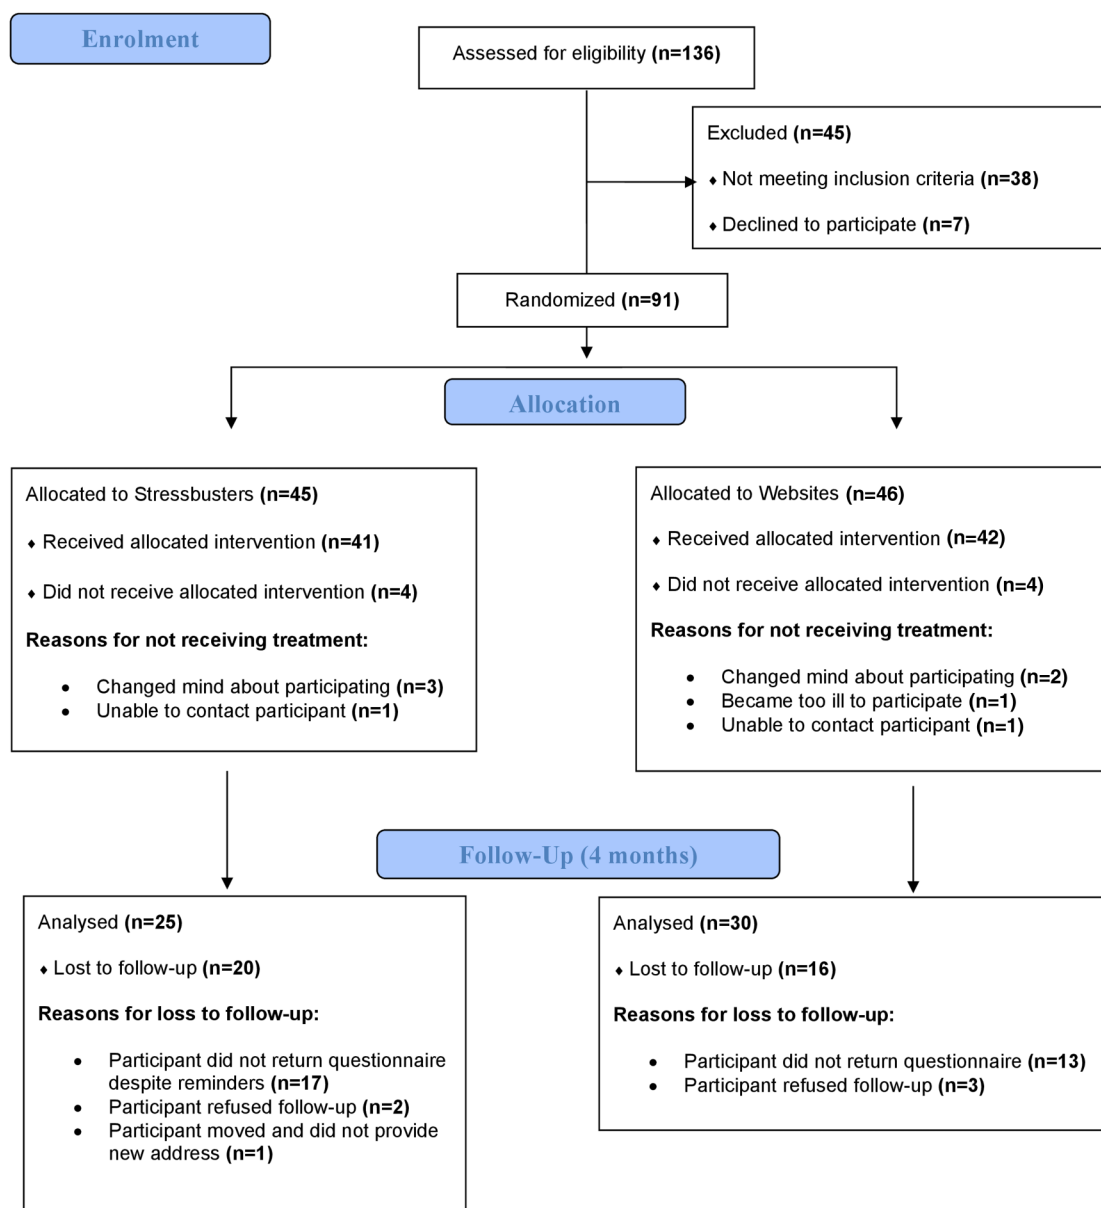 Enrolment
Assessed for eligibility (n=136)
Excluded (n=45)
♦ Not meeting inclusion criteria (n=38)
♦ Declined to participate (n=7)
Randomized (n=91)
Allocation
Allocated to Stressbusters (n=45)
♦ Received allocated intervention (n=41)
♦ Did not receive allocated intervention (n=4)
Reasons for not receiving treatment:
• Changed mind about participating (n=3)
• Unable to contact participant (n=1)
Allocated to Websites (n=46)
♦ Received allocated intervention (n=42)
♦ Did not receive allocated intervention (n=4)
Reasons for not receiving treatment:
• Changed mind about participating (n=2)
• Became too ill to participate (n=1)
• Unable to contact participant (n=1)
Follow-Up (4 months)
Analysed (n=25)
♦ Lost to follow-up (n=20)
Reasons for loss to follow-up:
• Participant did not return questionnaire
despite reminders (n=17)
• Participant refused follow-up (n=2)
• Participant moved and did not provide
new address (n=1)
Analysed (n=30)
♦ Lost to follow-up (n=16)
Reasons for loss to follow-up:
• Participant did not return questionnaire (n=13)
• Participant refused follow-up (n=3)